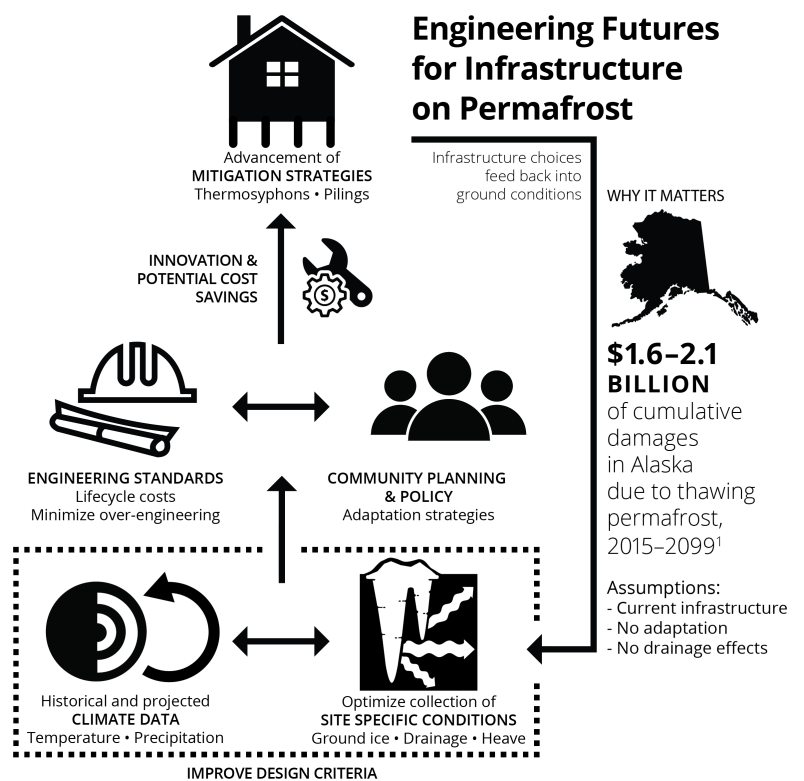 Engineering Futures
for Infrastructure
on Permafrost
Advancement of
MITIGATION STRATEGIES
Thermosyphons • Pilings
Infrastructure choices
feed back into
ground conditions
WHY IT MATTERS
INNOVATION &
POTENTIAL COST
SAVINGS
$
$1.6–2.1
BILLION
of cumulative
damages
in Alaska
due to thawing
permafrost,
2015–2099¹
ENGINEERING STANDARDS
Lifecycle costs
Minimize over-engineering
COMMUNITY PLANNING
& POLICY
Adaptation strategies
Assumptions:
- Current infrastructure
- No adaptation
- No drainage effects
Historical and projected
CLIMATE DATA
Temperature • Precipitation
Optimize collection of
SITE SPECIFIC CONDITIONS
Ground ice • Drainage • Heave
IMPROVE DESIGN CRITERIA